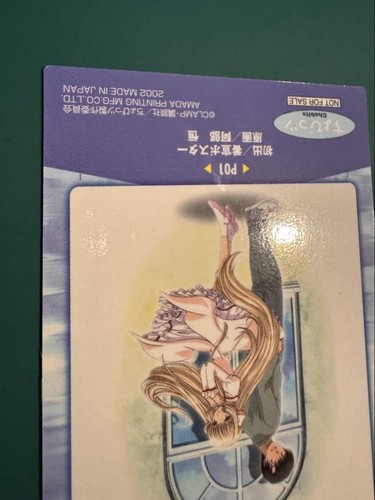 ◀ P01 ▶
初出/番宣ポスター
原画 阿部 恒
ちょびっツ
Chobits
NOT FOR SALE
©CLAMP・講談社/ちょびっツ製作委員会
AMADA PRINTING MFG.CO.,LTD.
2002 MADE IN JAPAN